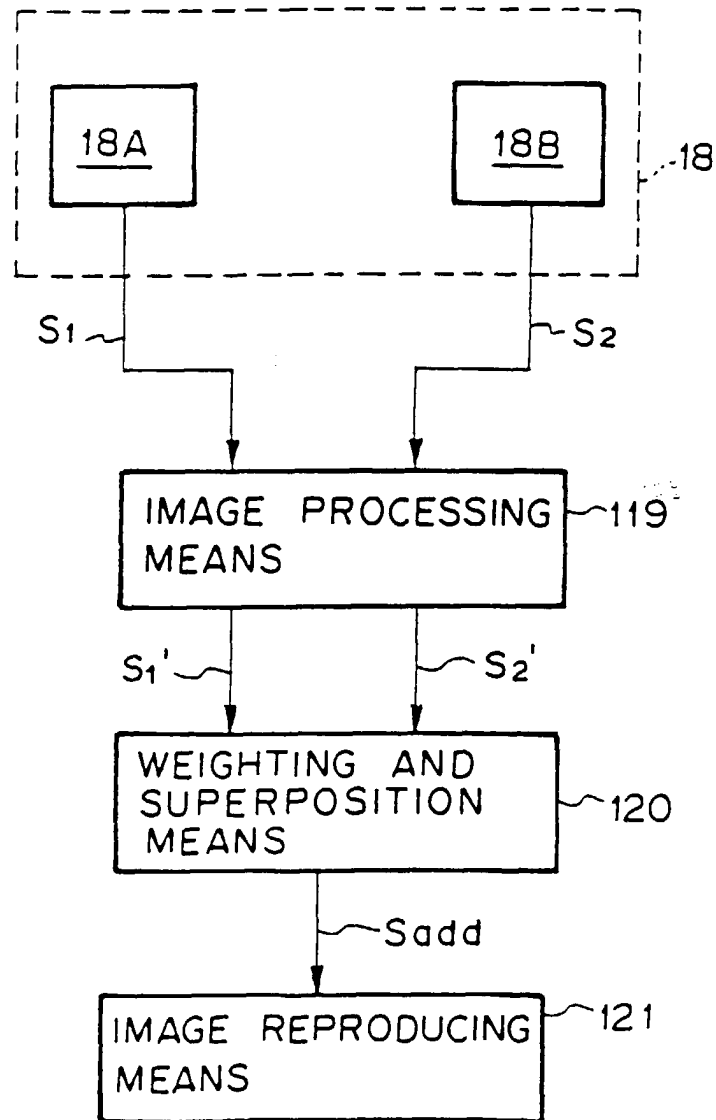 18A
18B
18
S1
S2
IMAGE PROCESSING
MEANS
119
S1'
S2'
WEIGHTING AND
SUPERPOSITION
MEANS
120
Sadd
IMAGE REPRODUCING
MEANS
121